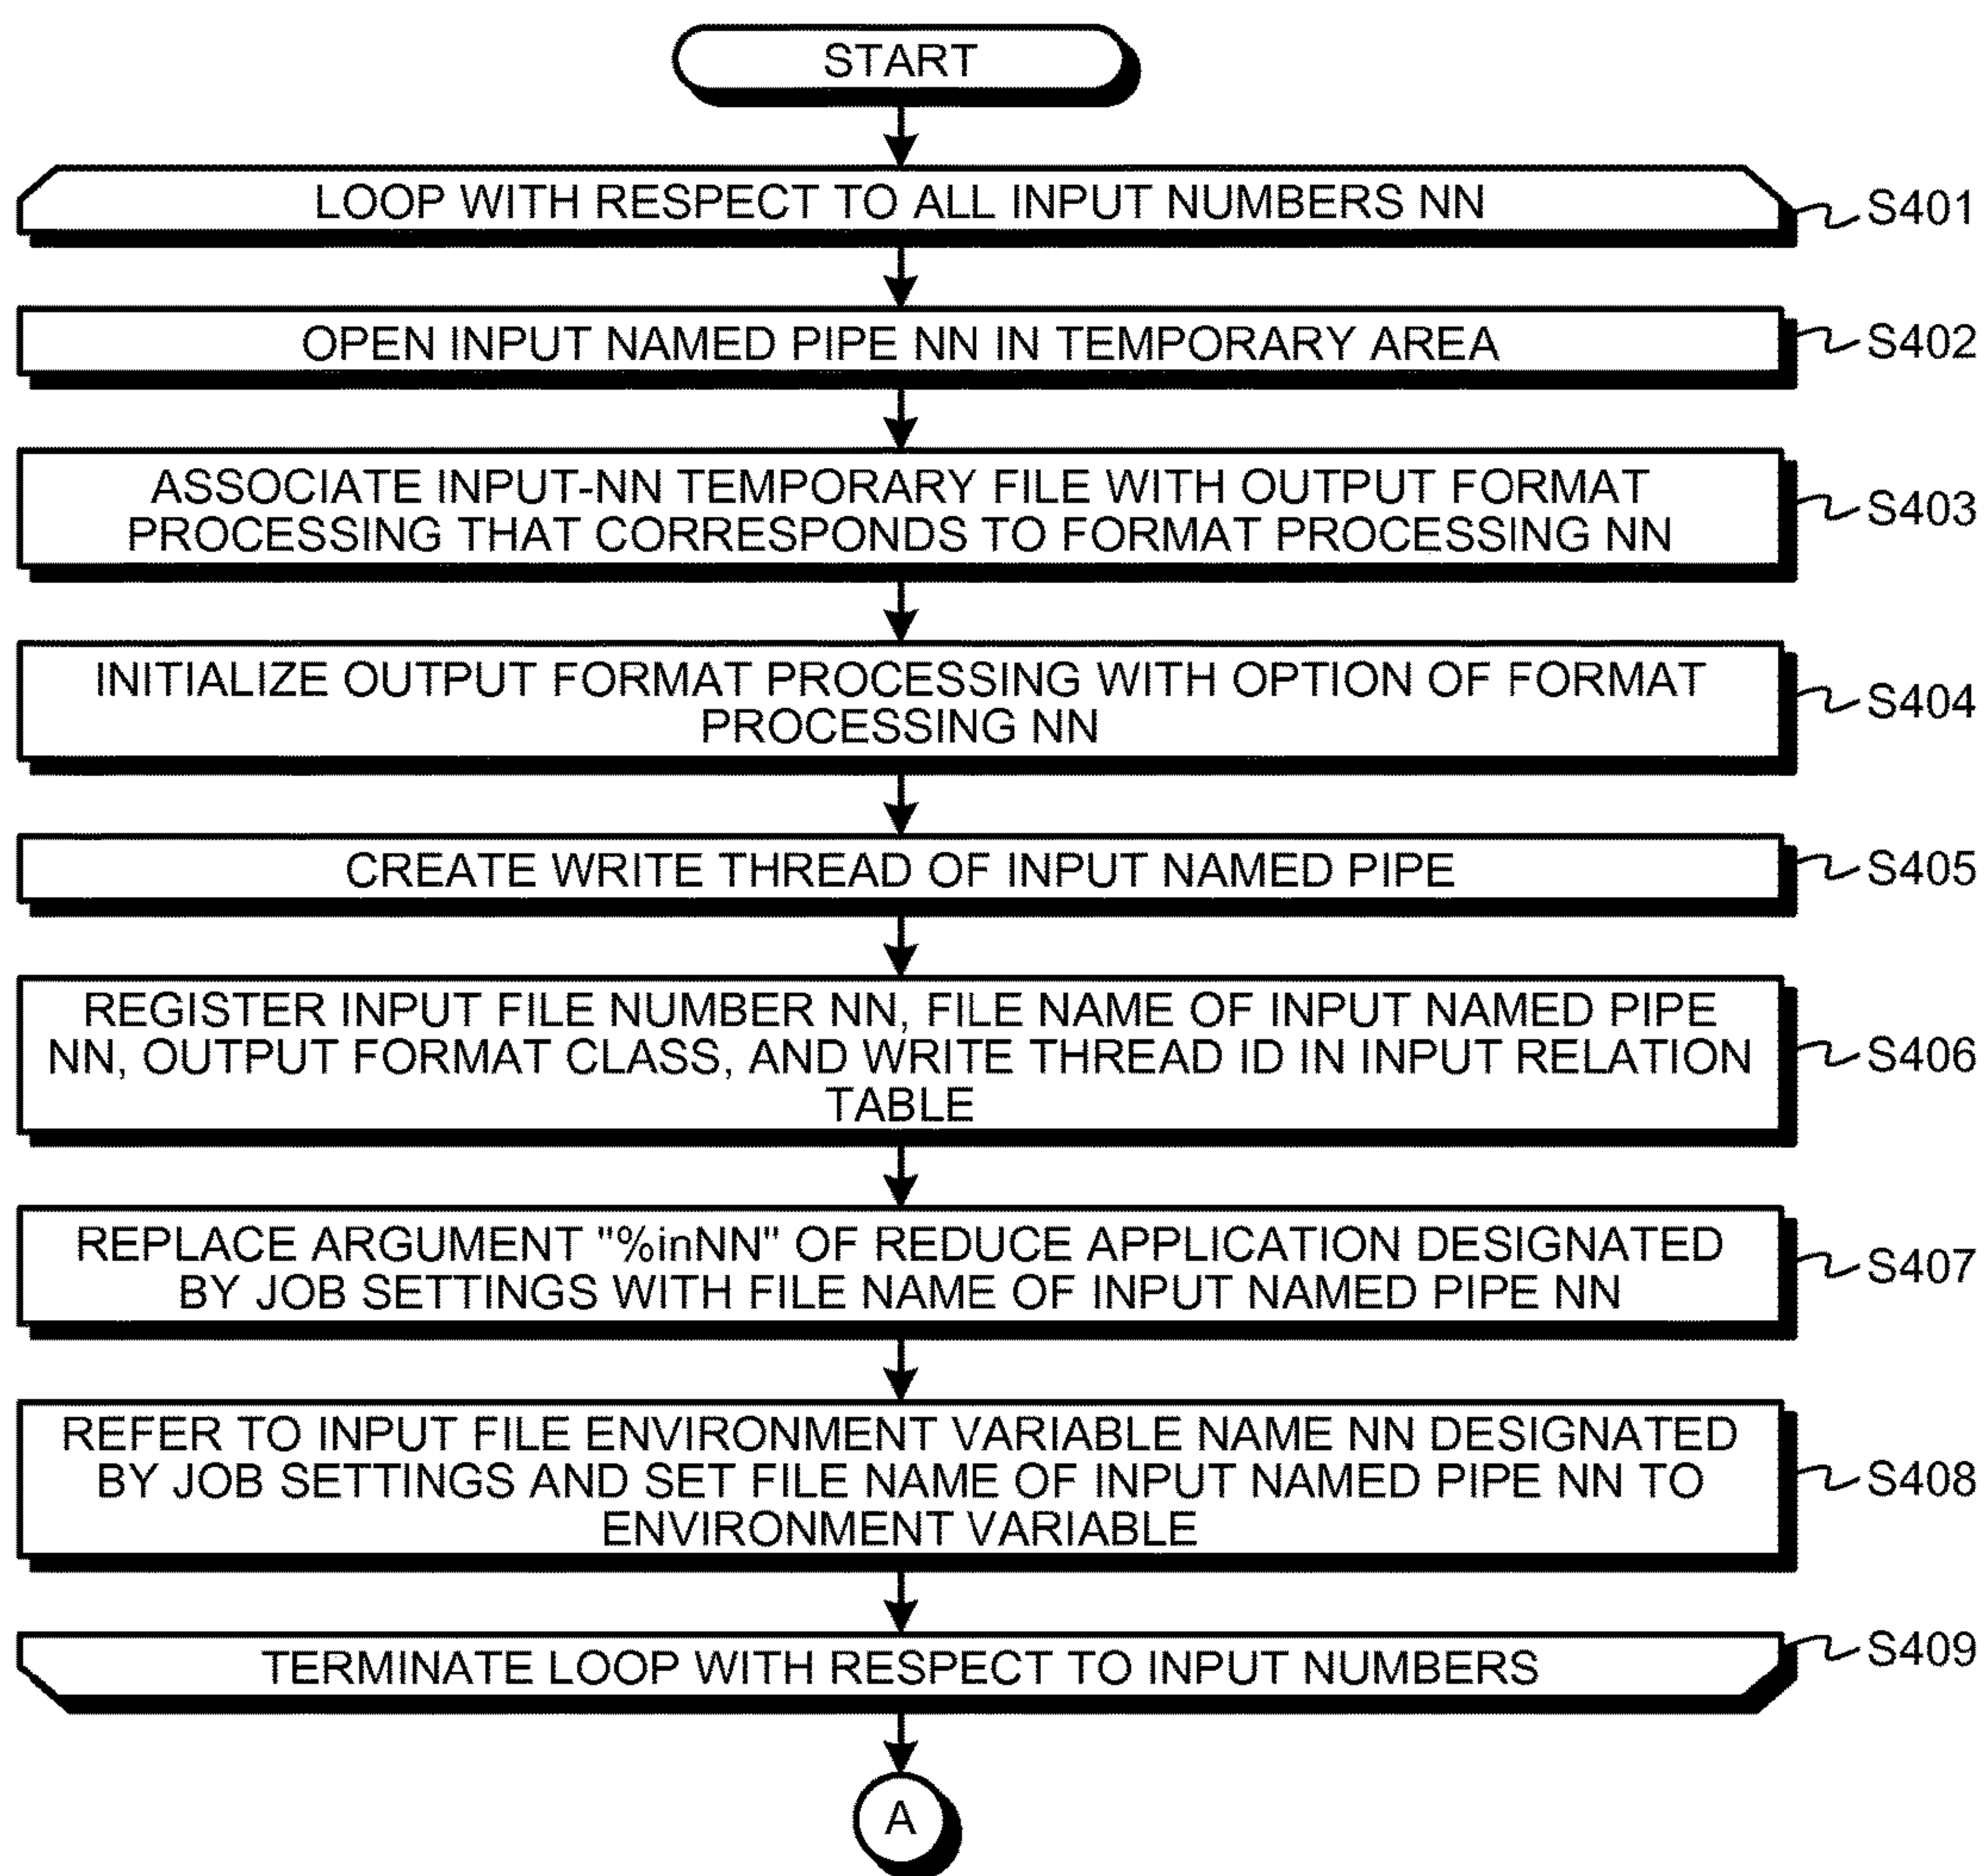 START
LOOP WITH RESPECT TO ALL INPUT NUMBERS NN
S401
OPEN INPUT NAMED PIPE NN IN TEMPORARY AREA
S402
ASSOCIATE INPUT-NN TEMPORARY FILE WITH OUTPUT FORMAT
PROCESSING THAT CORRESPONDS TO FORMAT PROCESSING NN
S403
INITIALIZE OUTPUT FORMAT PROCESSING WITH OPTION OF FORMAT
PROCESSING NN
S404
CREATE WRITE THREAD OF INPUT NAMED PIPE
S405
REGISTER INPUT FILE NUMBER NN, FILE NAME OF INPUT NAMED PIPE
NN, OUTPUT FORMAT CLASS, AND WRITE THREAD ID IN INPUT RELATION
TABLE
S406
REPLACE ARGUMENT "%inNN" OF REDUCE APPLICATION DESIGNATED
BY JOB SETTINGS WITH FILE NAME OF INPUT NAMED PIPE NN
S407
REFER TO INPUT FILE ENVIRONMENT VARIABLE NAME NN DESIGNATED
BY JOB SETTINGS AND SET FILE NAME OF INPUT NAMED PIPE NN TO
ENVIRONMENT VARIABLE
S408
TERMINATE LOOP WITH RESPECT TO INPUT NUMBERS
S409
A